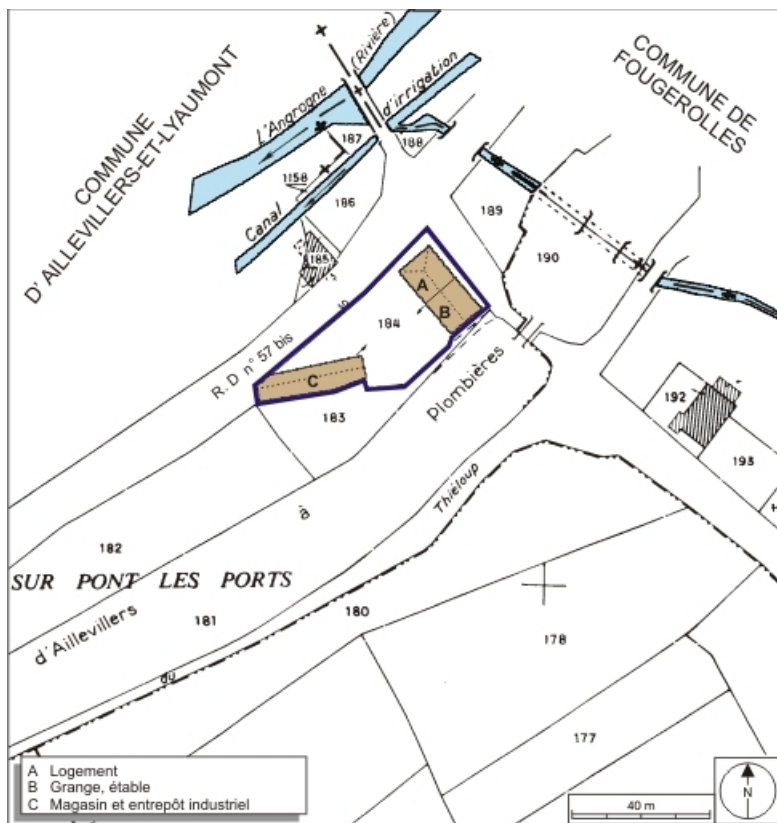 COMMUNE
D'AILLEVILLERS-ET-LYAUMONT
COMMUNE DE
FOUGEROLLES
(Rivière)
L'Angrogne
d'irrigation
187
188
1158
186
Canal
185
189
190
A
B
184
R. D n° 57 bis
C
183
Plombières
192
193
Thiéloup
à
182
SUR PONT LES PORTS
181
180
178
d'Aillevillers
du
177
A Logement
B Grange, étable
C Magasin et entrepôt industriel
40 m
N